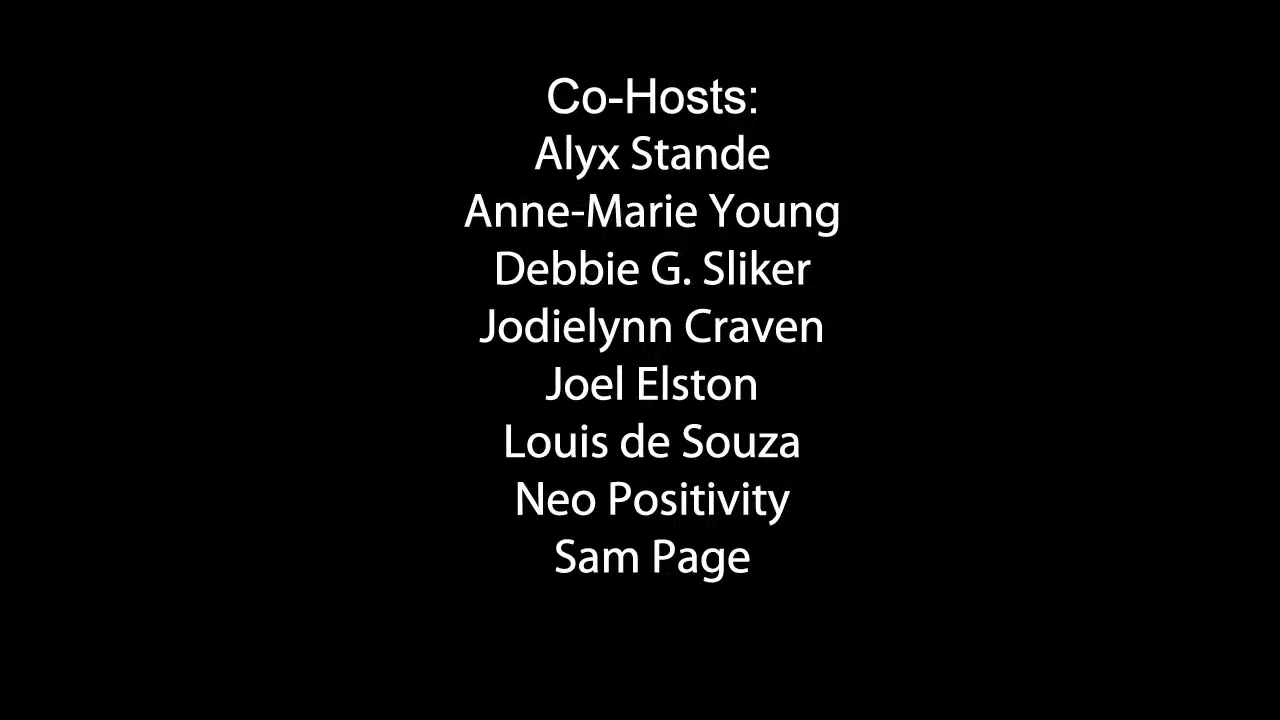 Co-Hosts:
Alyx Stande
Anne-Marie Young
Debbie G. Sliker
Jodielynn Craven
Joel Elston
Louis de Souza
Neo Positivity
Sam Page